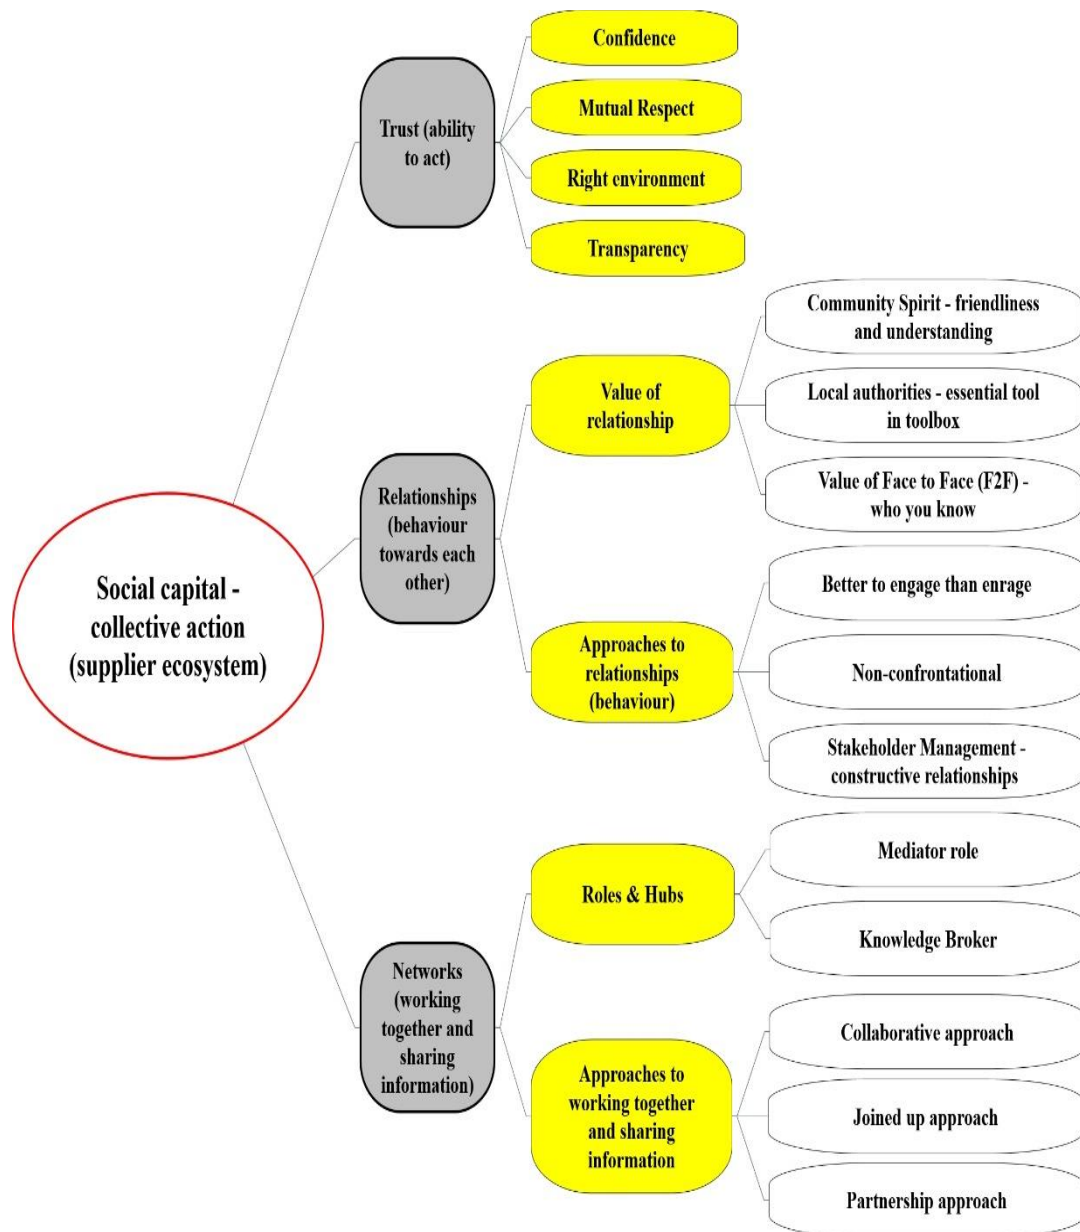 Social capital -
collective action
(supplier ecosystem)
Trust (ability
to act)
Confidence
Mutual Respect
Right environment
Transparency
Relationships
(behaviour
towards each
other)
Value of
relationship
Community Spirit - friendliness
and understanding
Local authorities - essential tool
in toolbox
Value of Face to Face (F2F) -
who you know
Approaches to
relationships
(behaviour)
Better to engage than enrage
Non-confrontational
Stakeholder Management -
constructive relationships
Networks
(working
together and
sharing
information)
Roles & Hubs
Mediator role
Knowledge Broker
Approaches to
working together
and sharing
information
Collaborative approach
Joined up approach
Partnership approach